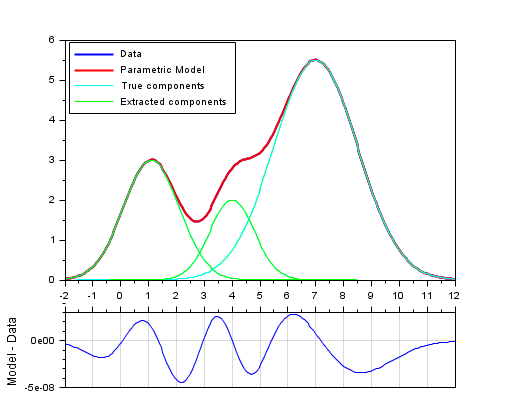 6
5
4
3
2
1
0
Data
Parametric Model
True components
Extracted components
-2 -1 0 1 2 3 4 5 6 7 8 9 10 11 12
Model - Data
0e00
-5e-08